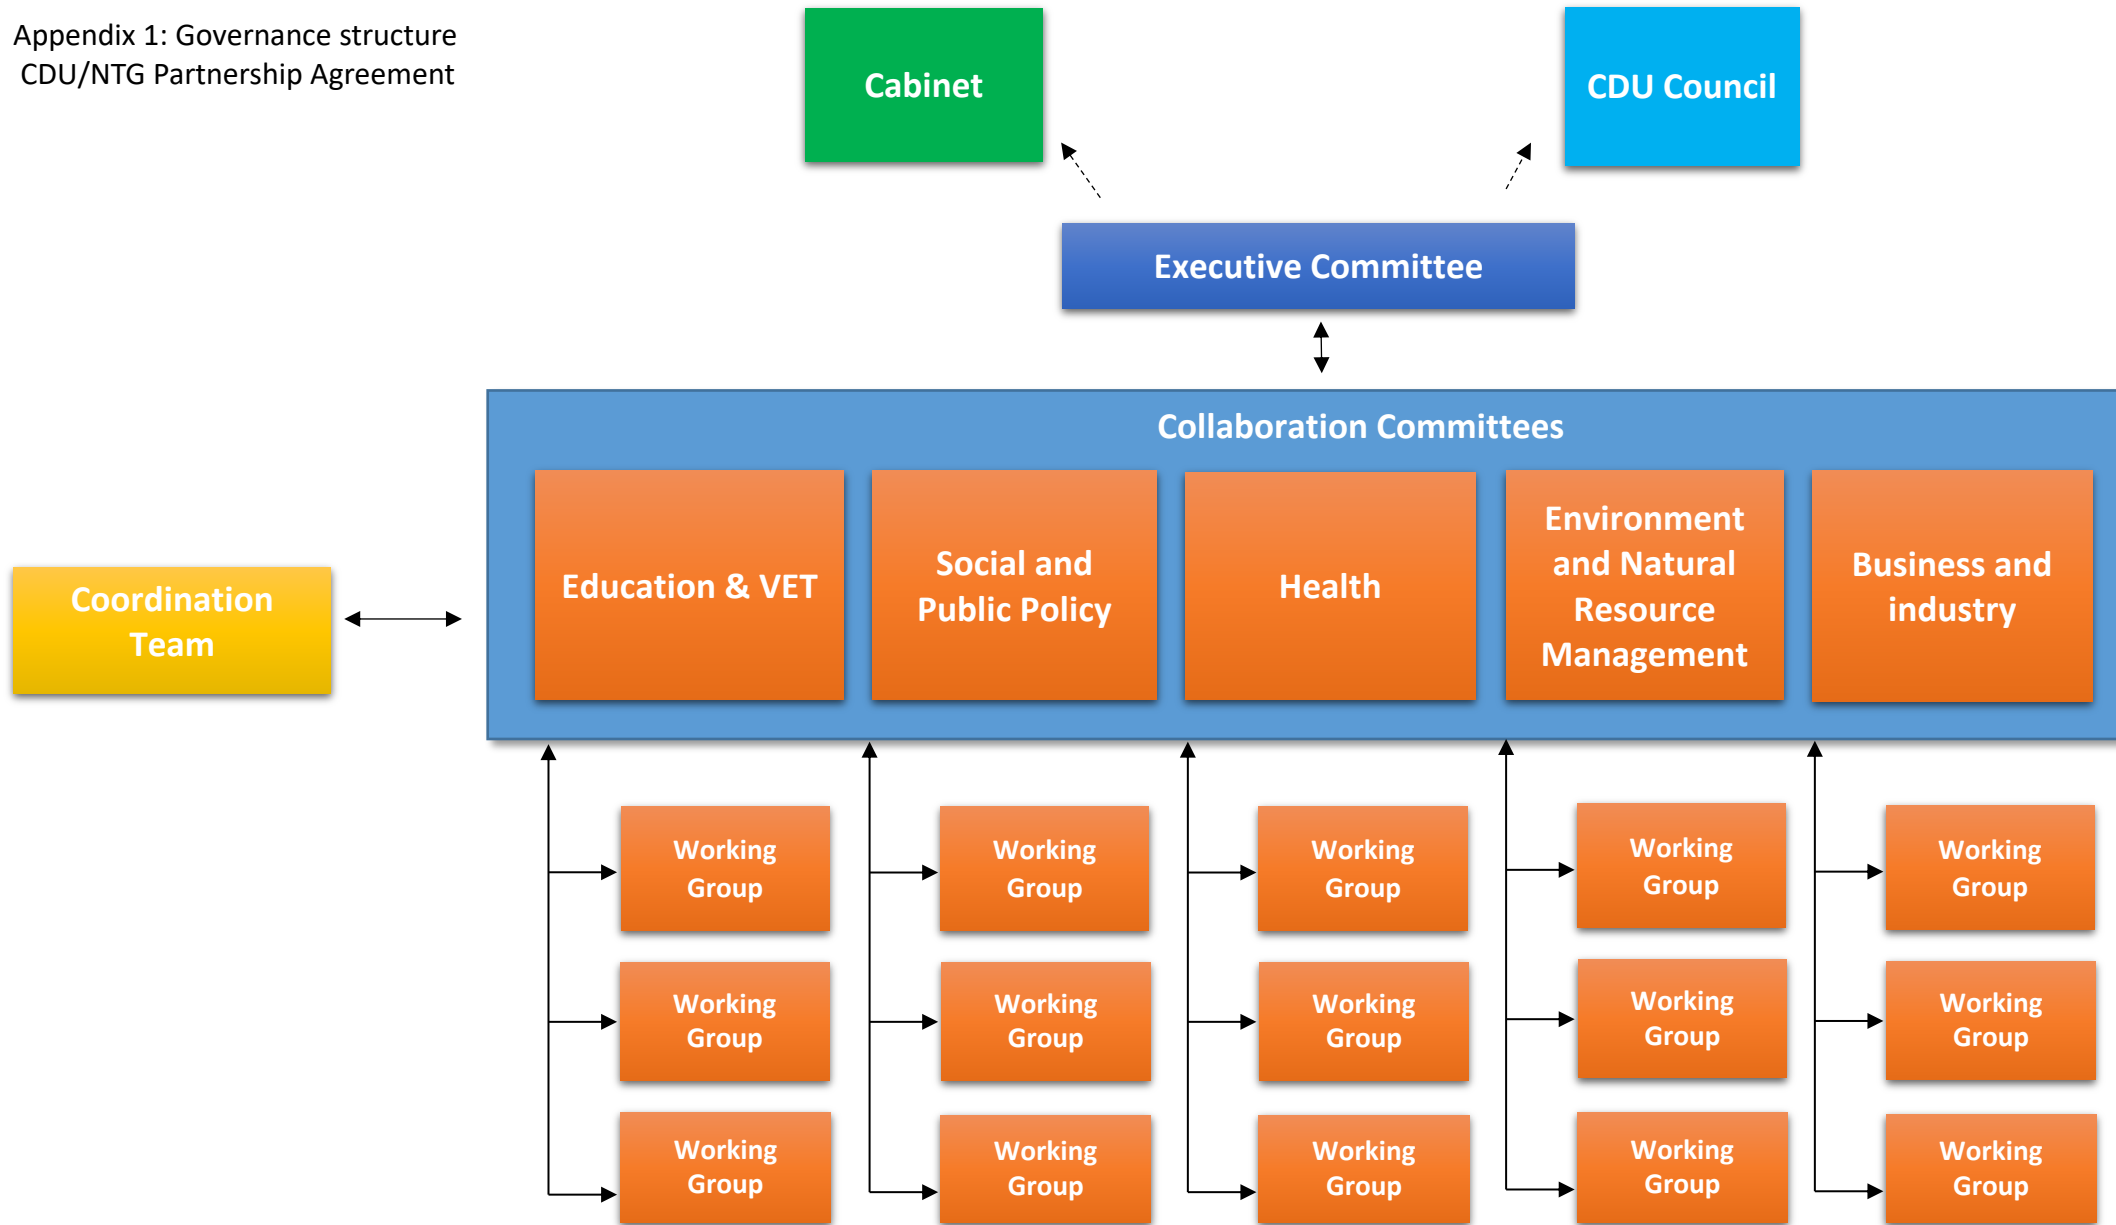 Appendix 1: Governance structure
CDU/NTG Partnership Agreement
Cabinet
CDU Council
Executive Committee
Collaboration Committees
Education & VET
Social and
Public Policy
Health
Environment
and Natural
Resource
Management
Business and
industry
Coordination
Team
Working
Group
Working
Group
Working
Group
Working
Group
Working
Group
Working
Group
Working
Group
Working
Group
Working
Group
Working
Group
Working
Group
Working
Group
Working
Group
Working
Group
Working
Group